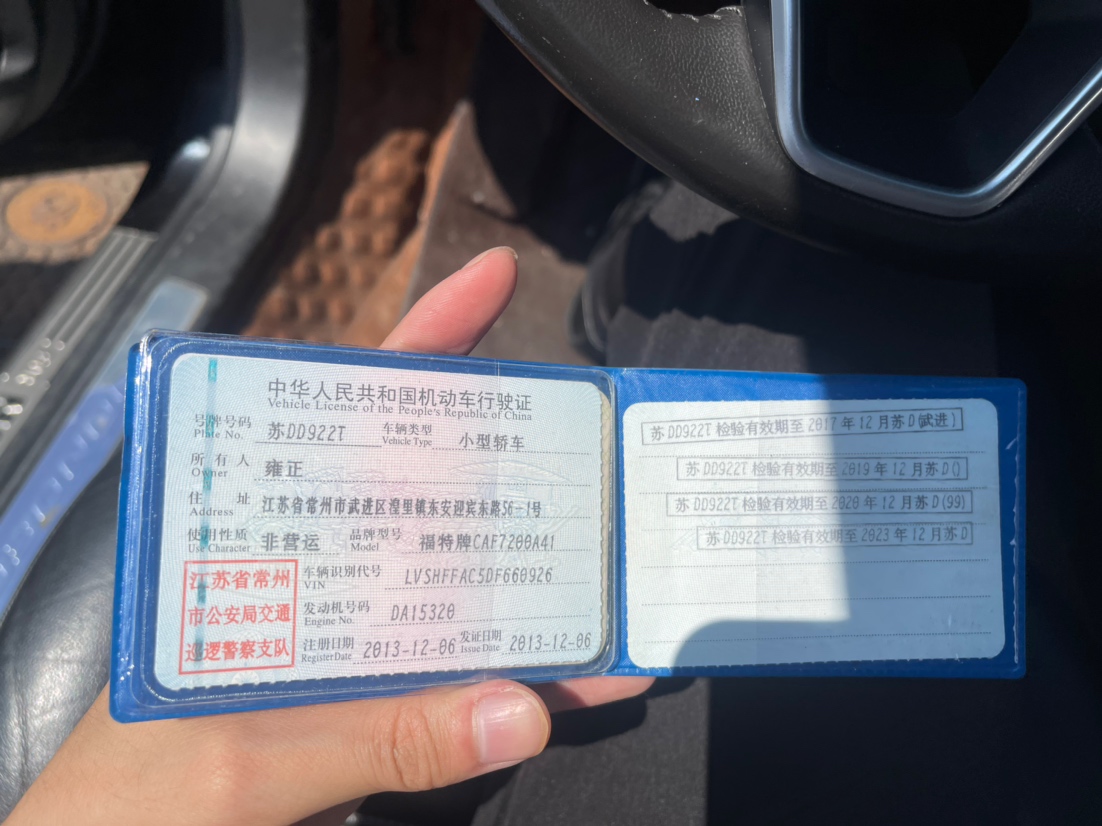 中华人民共和国机动车行驶证
Vehicle License of the People's Republic of China
号牌号码 苏DD922T 车辆类型 小型轿车
Plate No. Vehicle Type
所有人 雍正
Owner
住址 江苏省常州市武进区湟里镇东安迎宾东路56-1号
Address
使用性质 非营运 品牌型号 福特牌CAF7200A41
Use Character Model
车辆识别代号 LVSHFFAC5DF660926
VIN
发动机号码 DA15320
Engine No.
注册日期 2013-12-06 发证日期 2013-12-06
Register Date Issue Date
江苏省常州
市公安局交通
巡逻警察支队
苏DD922T检验有效期至2017年12月苏D(武进)
苏DD922T检验有效期至2019年12月苏D()
苏DD922T检验有效期至2020年12月苏D(99)
苏DD922T检验有效期至2023年12月苏D